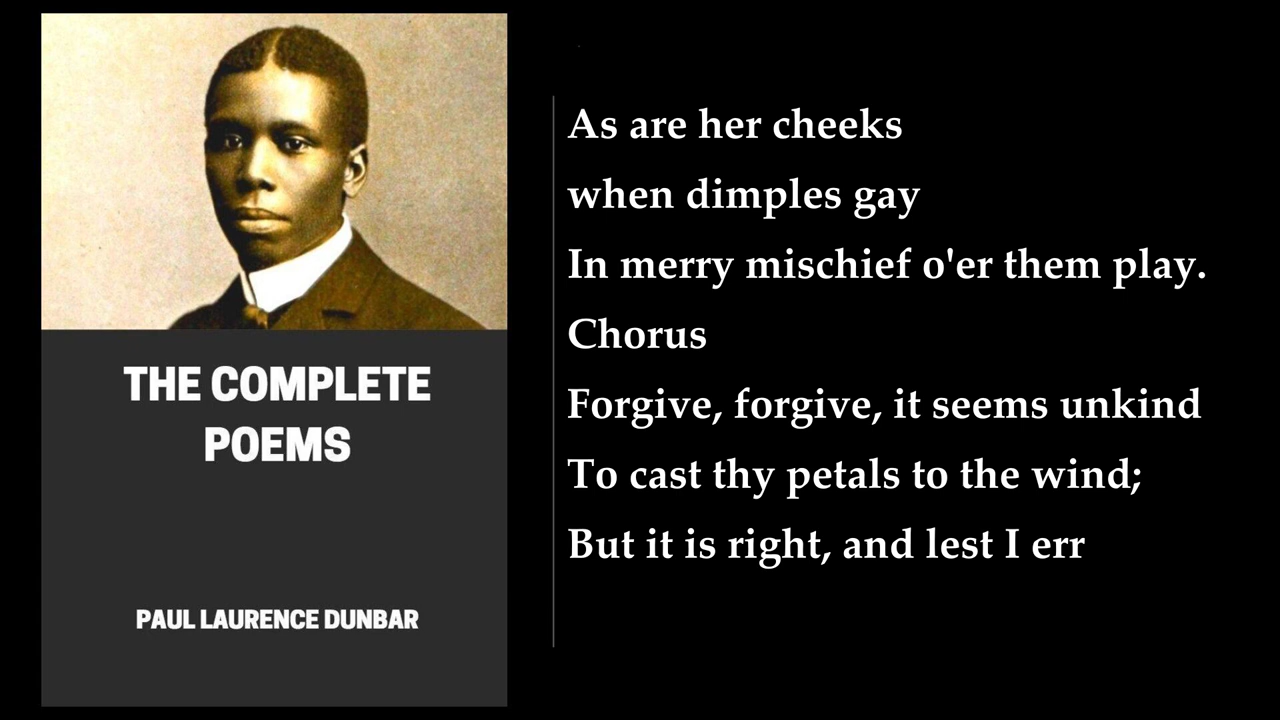 THE COMPLETE
POEMS
PAUL LAURENCE DUNBAR
As are her cheeks
when dimples gay
In merry mischief o'er them play.
Chorus
Forgive, forgive, it seems unkind
To cast thy petals to the wind;
But it is right, and lest I err